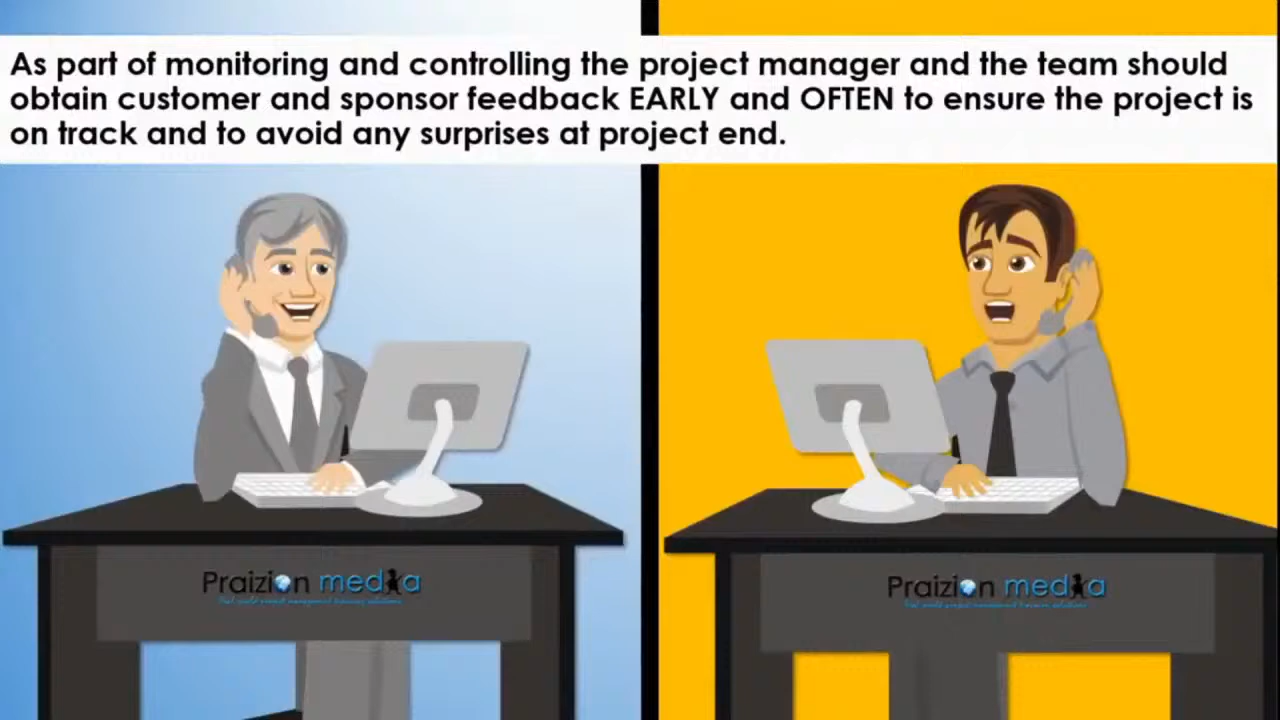 As part of monitoring and controlling the project manager and the team should
obtain customer and sponsor feedback EARLY and OFTEN to ensure the project is
on track and to avoid any surprises at project end.
Praizion media
Praizion media